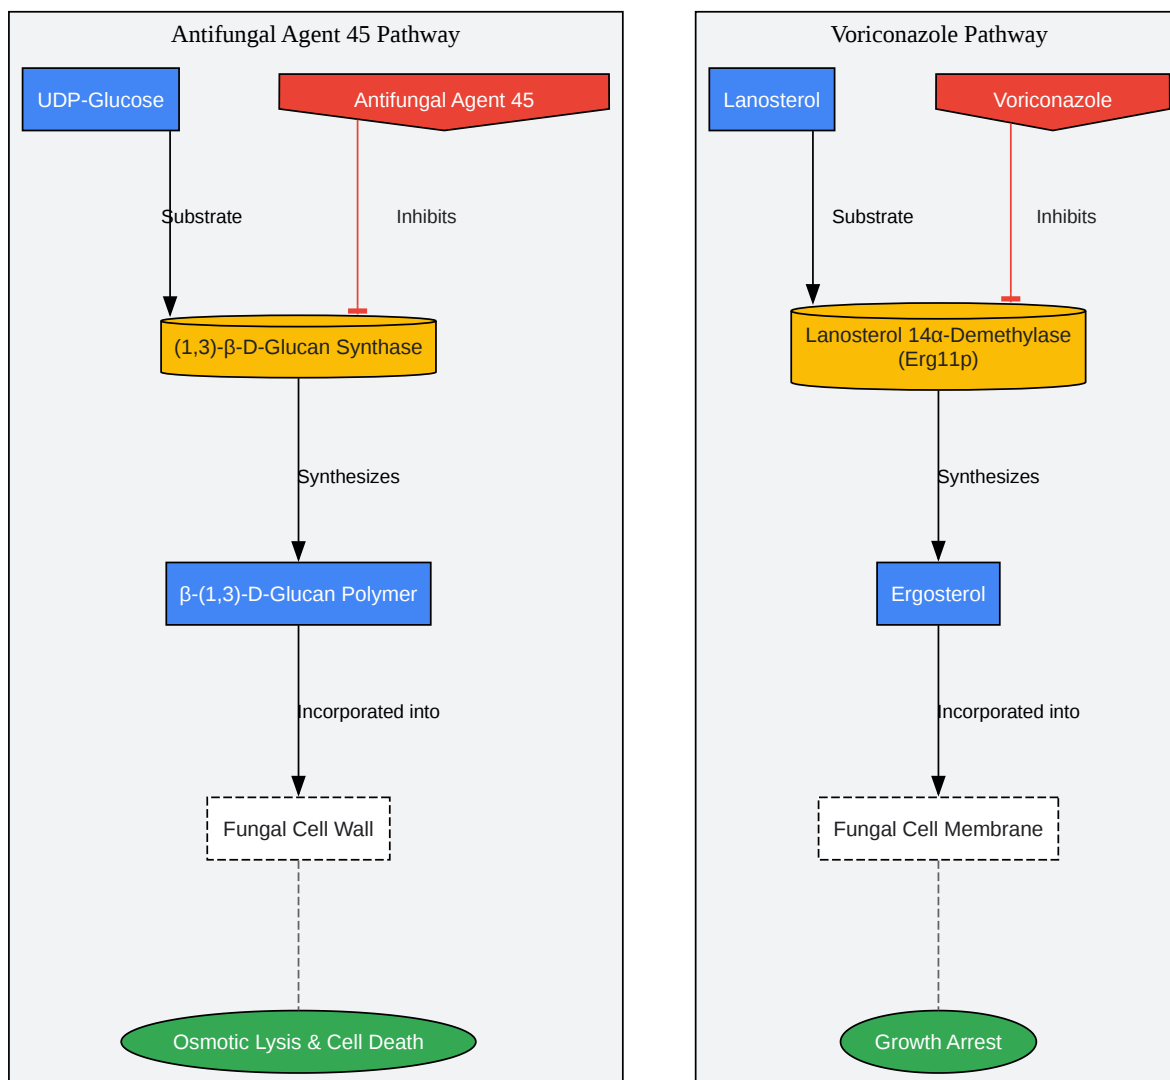 Antifungal Agent 45 Pathway
UDP-Glucose
Antifungal Agent 45
Substrate
Inhibits
(1,3)-β-D-Glucan Synthase
Synthesizes
β-(1,3)-D-Glucan Polymer
Incorporated into
Fungal Cell Wall
Osmotic Lysis & Cell Death
Voriconazole Pathway
Lanosterol
Voriconazole
Substrate
Inhibits
Lanosterol 14α-Demethylase
(Erg11p)
Synthesizes
Ergosterol
Incorporated into
Fungal Cell Membrane
Growth Arrest